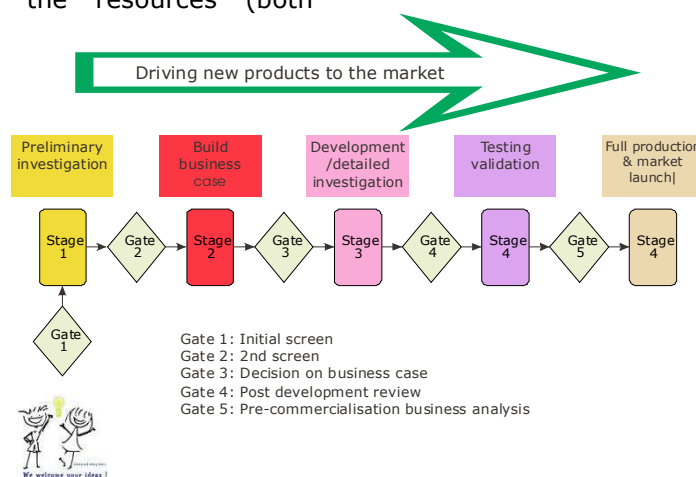 the resources (both
Driving new products to the market
Preliminary
investigation
Build
business
case
Development
/detailed
investigation
Testing
validation
Full production
& market
launch|
Stage
1
Gate
2
Stage
2
Gate
3
Stage
3
Gate
4
Stage
4
Gate
5
Stage
4
Gate
1
Gate 1: Initial screen
Gate 2: 2nd screen
Gate 3: Decision on business case
Gate 4: Post development review
Gate 5: Pre-commercialisation business analysis
We welcome your ideas !